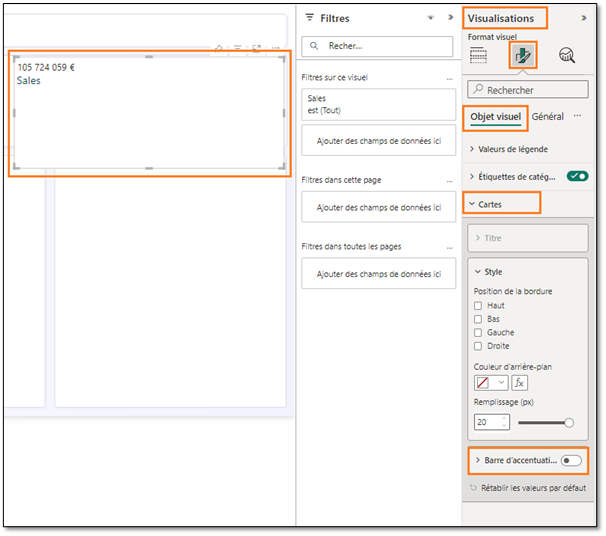 105 724 059 €
Sales
Filtres
Recher...
Filtres sur ce visuel
...
Sales
est (Tout)
Ajouter des champs de données ici
Filtres dans cette page
...
Ajouter des champs de données ici
Filtres dans toutes les pages
...
Ajouter des champs de données ici
Visualisations
Format visuel
Rechercher
Objet visuel
Général
...
Valeurs de légende
Étiquettes de catég...
Cartes
Titre
Style
Position de la bordure
Haut
Bas
Gauche
Droite
Couleur d'arrière-plan
fx
Remplissage (px)
20
Barre d'accentuati...
Rétablir les valeurs par défaut